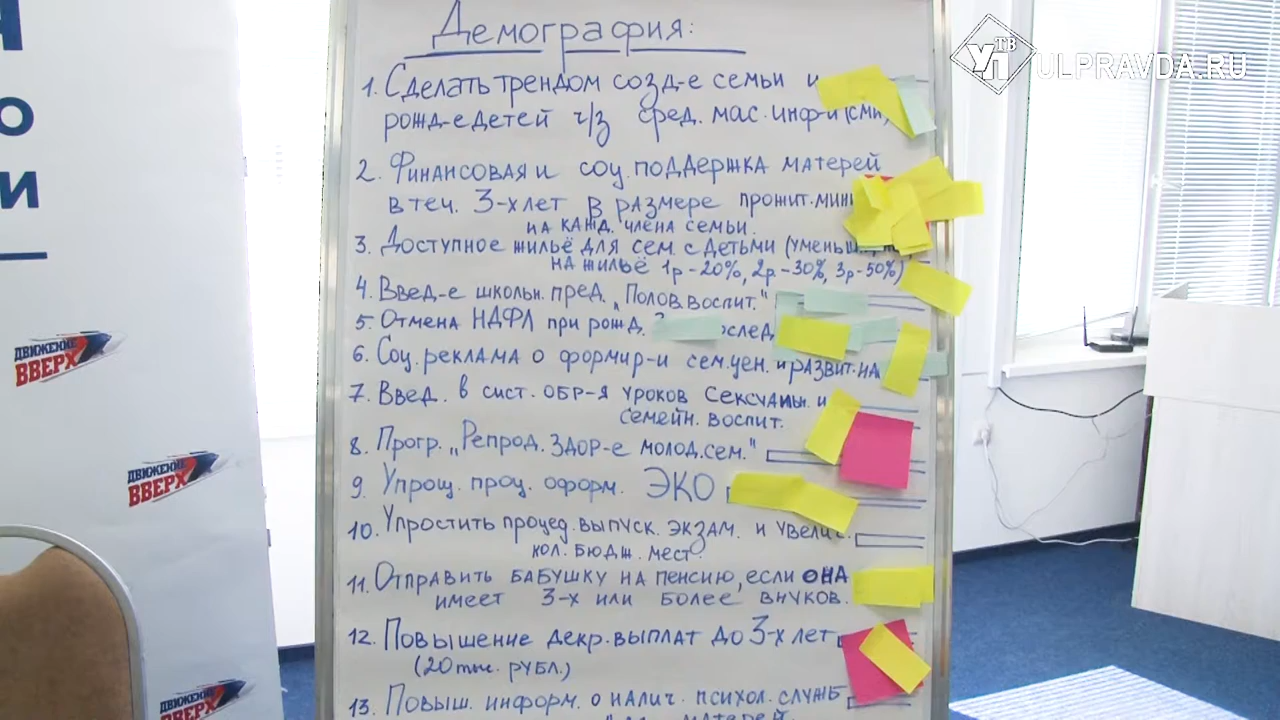 Демография:
1. Сделать трендом созд-е семьи и
рожд-е детей ч/з сред. мас. инф-и (сми)
2. Финансовая и соц. поддержка матерей
в теч. 3-х лет в размере прожит. мин
на кажд. члена семьи.
3. Доступное жильё для сем. с детьми (уменьш.
на жильё 1р-20%, 2р-30%, 3р-50%)
4. Введ-е школьн. пред. „Полов. воспит."
5. Отмена НДФЛ при рожд. послед
6. Соц. реклама о формир-и сем. цен. и развит. на
7. Введ. в сист. обр-я уроков сексуальн. и
семейн. воспит.
8. Прогр. „Репрод. здор-е молод. сем."
9. Упрощ. проц. оформ. ЭКО
10. Упростить процед. выпуск. экзам. и увелич.
кол. бюдж. мест
11. Отправить бабушку на пенсию, если она
имеет 3-х или более внуков.
12. Повышение декр. выплат до 3-х лет
(20 тыс. рубл.)
13. Повыш. информ. о налич. психол. служб
матерей.
УП ТВ ULPRAVDA.RU
о
и
ДВИЖЕНИЕ
ВВЕРХ
ДВИЖЕНИЕ
ВВЕРХ
ДВИЖЕНИЕ
ВВЕРХ